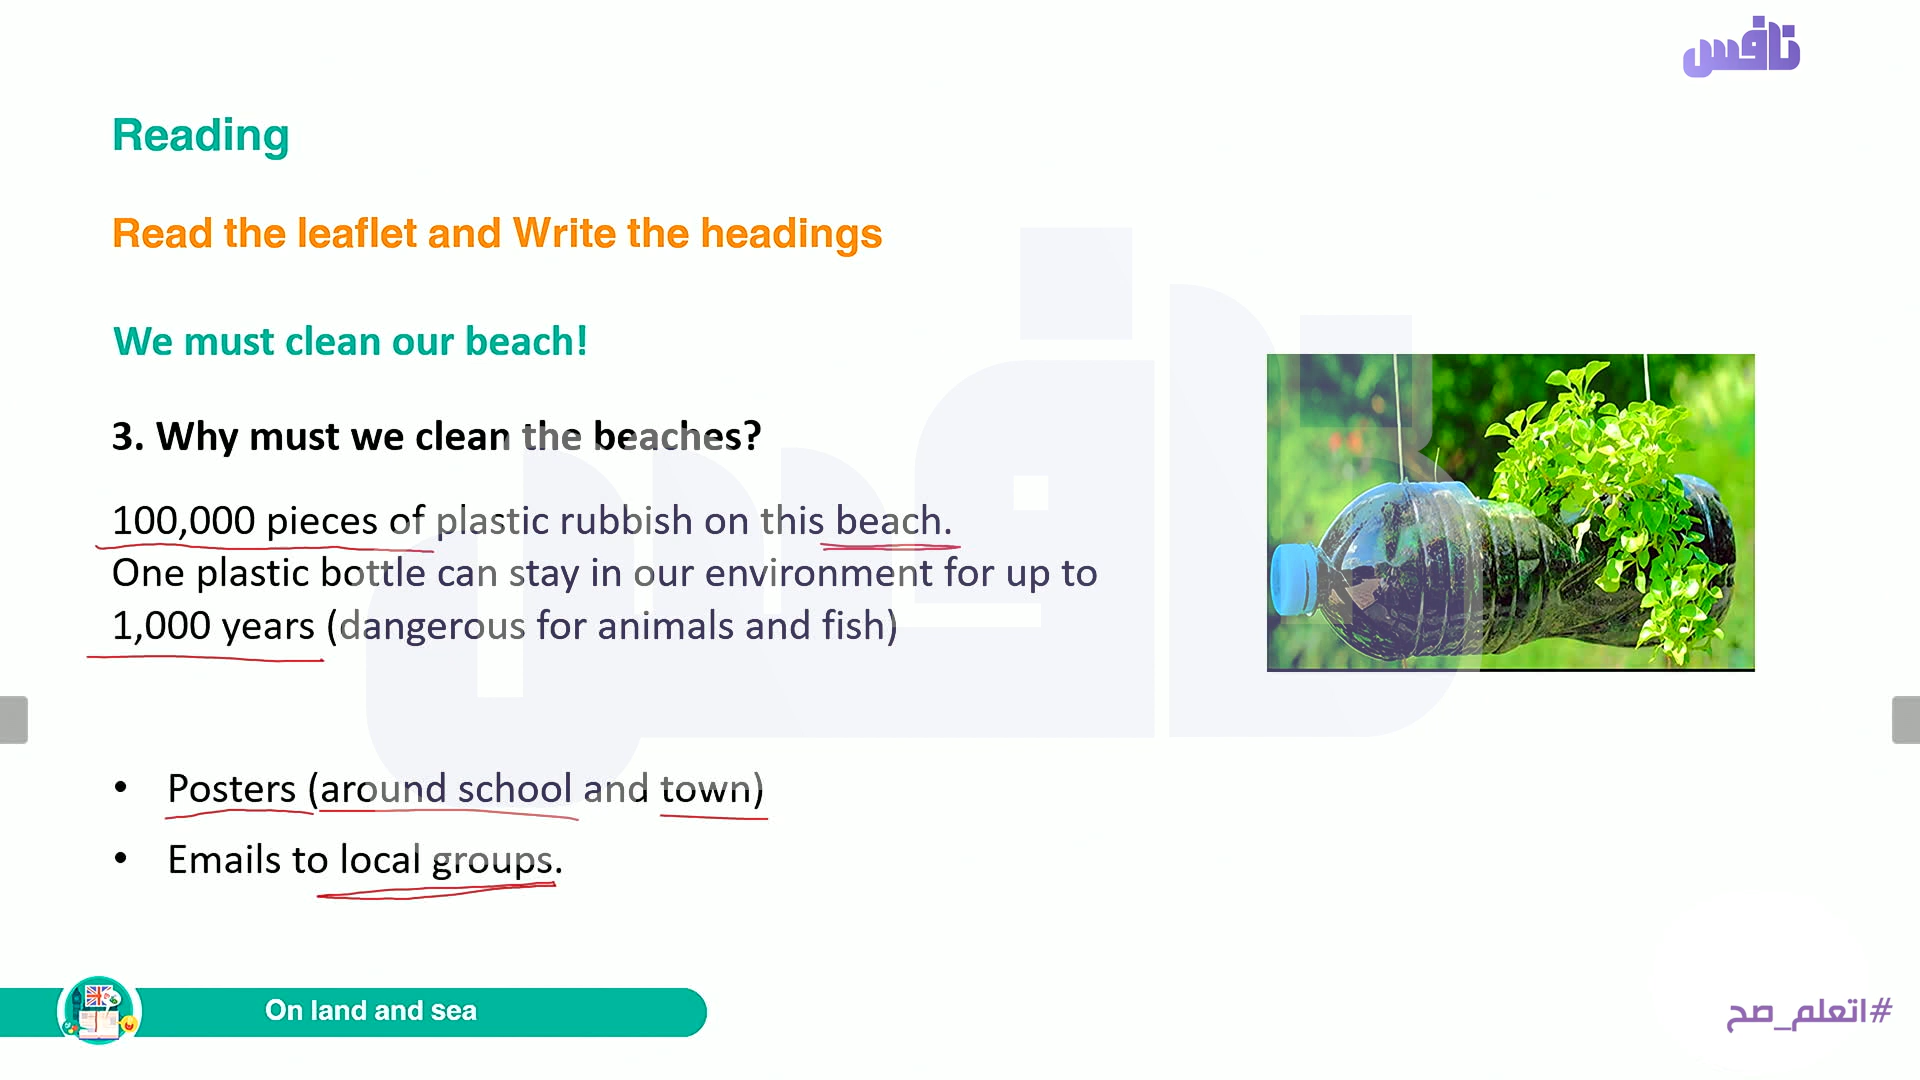 نافس
Reading
Read the leaflet and Write the headings
We must clean our beach!
3. Why must we clean the beaches?
100,000 pieces of plastic rubbish on this beach.
One plastic bottle can stay in our environment for up to
1,000 years (dangerous for animals and fish)
• Posters (around school and town)
• Emails to local groups.
On land and sea
#اتعلم_صح